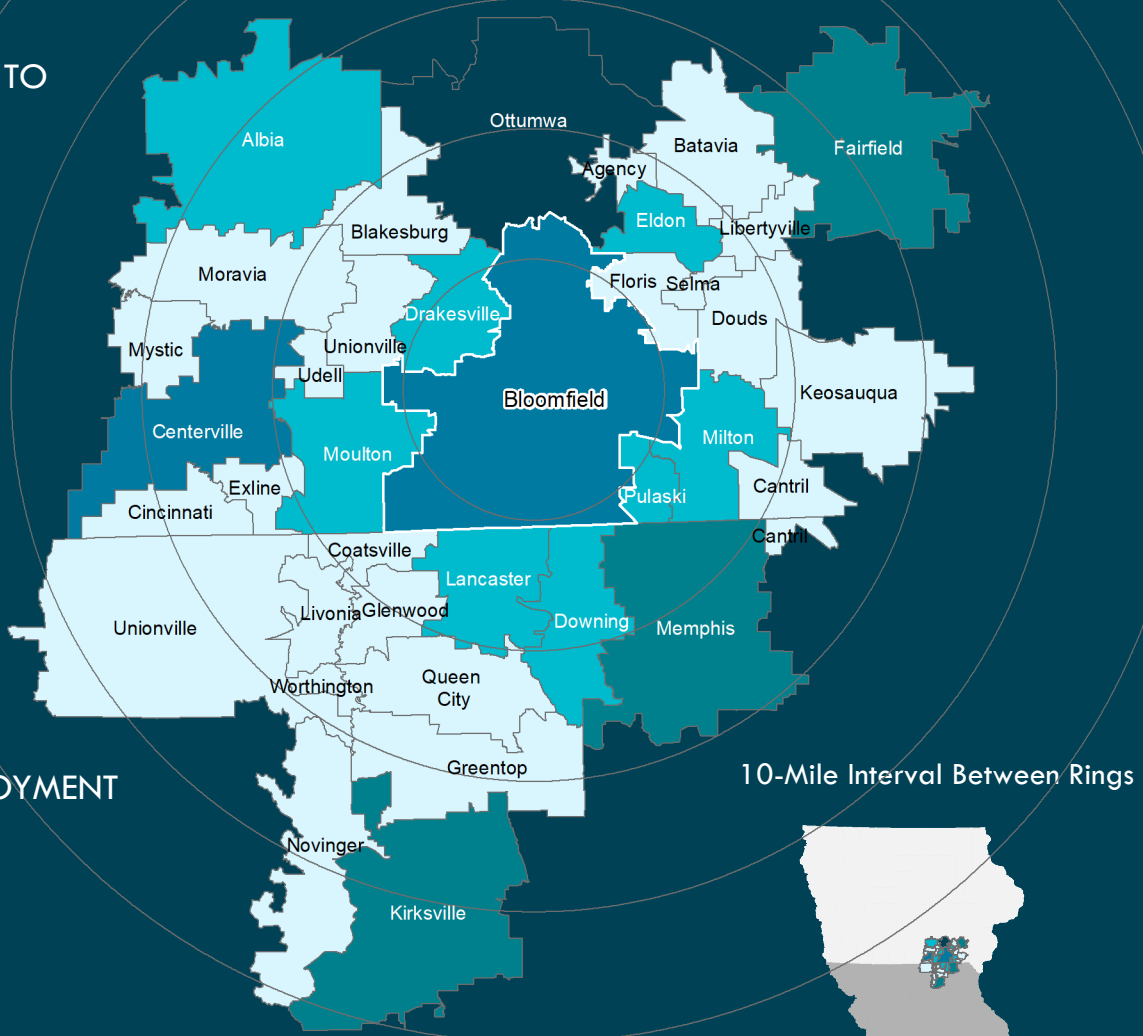 TO
Ottumwa
Albia
Batavia
Fairfield
Agency
Eldon
Libertyville
Blakesburg
Moravia
Floris
Selma
Drakesville
Douds
Mystic
Unionville
Udell
Keosauqua
Bloomfield
Centerville
Milton
Moulton
Exline
Pulaski
Cantril
Cincinnati
Cantril
Coatsville
Lancaster
Livonia
Glenwood
Downing
Unionville
Memphis
Worthington
Queen
City
Greentop
OYMENT
10-Mile Interval Between Rings
Novinger
Kirksville